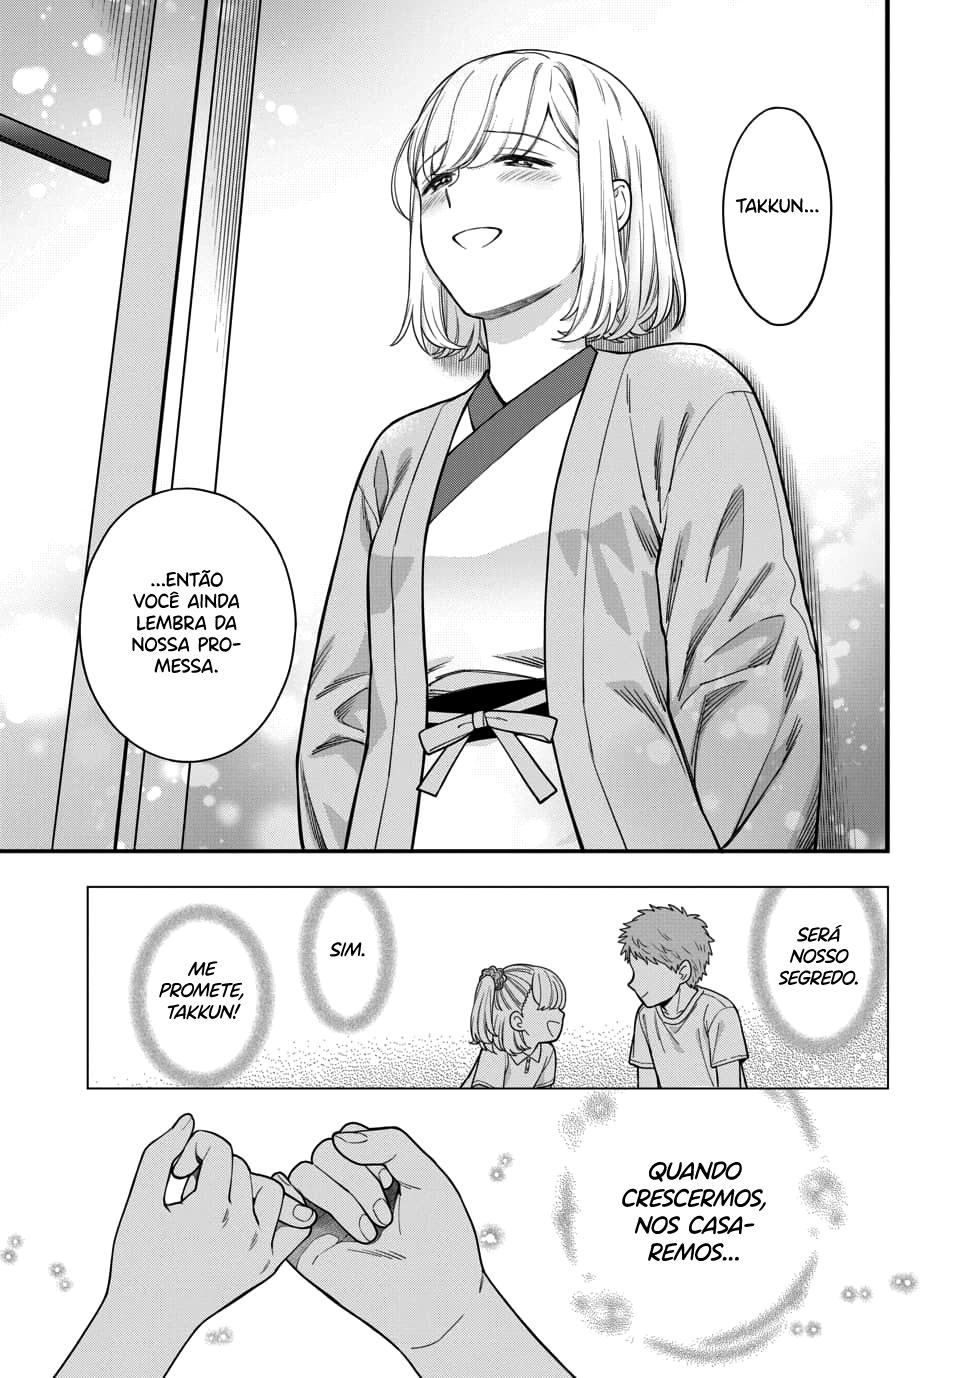 TAKKUN...
...ENTÃO
VOCÊ AINDA
LEMBRA DA
NOSSA PRO-
MESSA.
SERÁ
NOSSO
SEGREDO.
SIM.
ME
PROMETE,
TAKKUN!
QUANDO
CRESCERMOS,
NOS CASA-
REMOS...